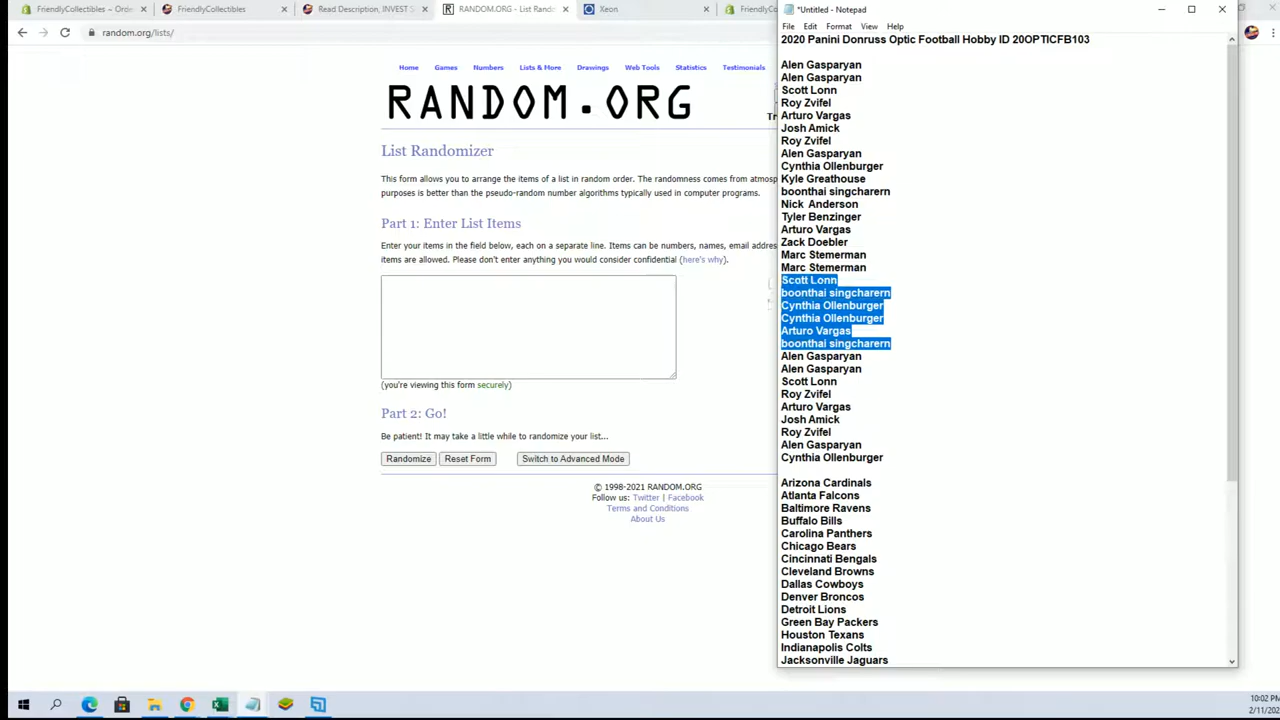 FriendlyCollectibles – Orde
FriendlyCollectibles
Read Description, INVEST S
RANDOM.ORG - List Rando
Xeon
FriendlyCollectib
random.org/lists/
*Untitled - Notepad
File Edit Format View Help
Home Games Numbers Lists & More Drawings Web Tools Statistics Testimonials
RANDOM.ORG
List Randomizer
This form allows you to arrange the items of a list in random order. The randomness comes from atmosp
purposes is better than the pseudo-random number algorithms typically used in computer programs.
Part 1: Enter List Items
Enter your items in the field below, each on a separate line. Items can be numbers, names, email addres
items are allowed. Please don't enter anything you would consider confidential (here's why).
(you're viewing this form securely)
Part 2: Go!
Be patient! It may take a little while to randomize your list...
Randomize Reset Form Switch to Advanced Mode
© 1998-2021 RANDOM.ORG
Follow us: Twitter | Facebook
Terms and Conditions
About Us
2020 Panini Donruss Optic Football Hobby ID 20OPTICFB103
Alen Gasparyan
Alen Gasparyan
Scott Lonn
Roy Zvifel
Arturo Vargas
Josh Amick
Roy Zvifel
Alen Gasparyan
Cynthia Ollenburger
Kyle Greathouse
boonthai singcharern
Nick Anderson
Tyler Benzinger
Arturo Vargas
Zack Doebler
Marc Stemerman
Marc Stemerman
Scott Lonn
boonthai singcharern
Cynthia Ollenburger
Cynthia Ollenburger
Arturo Vargas
boonthai singcharern
Alen Gasparyan
Alen Gasparyan
Scott Lonn
Roy Zvifel
Arturo Vargas
Josh Amick
Roy Zvifel
Alen Gasparyan
Cynthia Ollenburger
Arizona Cardinals
Atlanta Falcons
Baltimore Ravens
Buffalo Bills
Carolina Panthers
Chicago Bears
Cincinnati Bengals
Cleveland Browns
Dallas Cowboys
Denver Broncos
Detroit Lions
Green Bay Packers
Houston Texans
Indianapolis Colts
Jacksonville Jaguars
10:02 PM
2/11/202